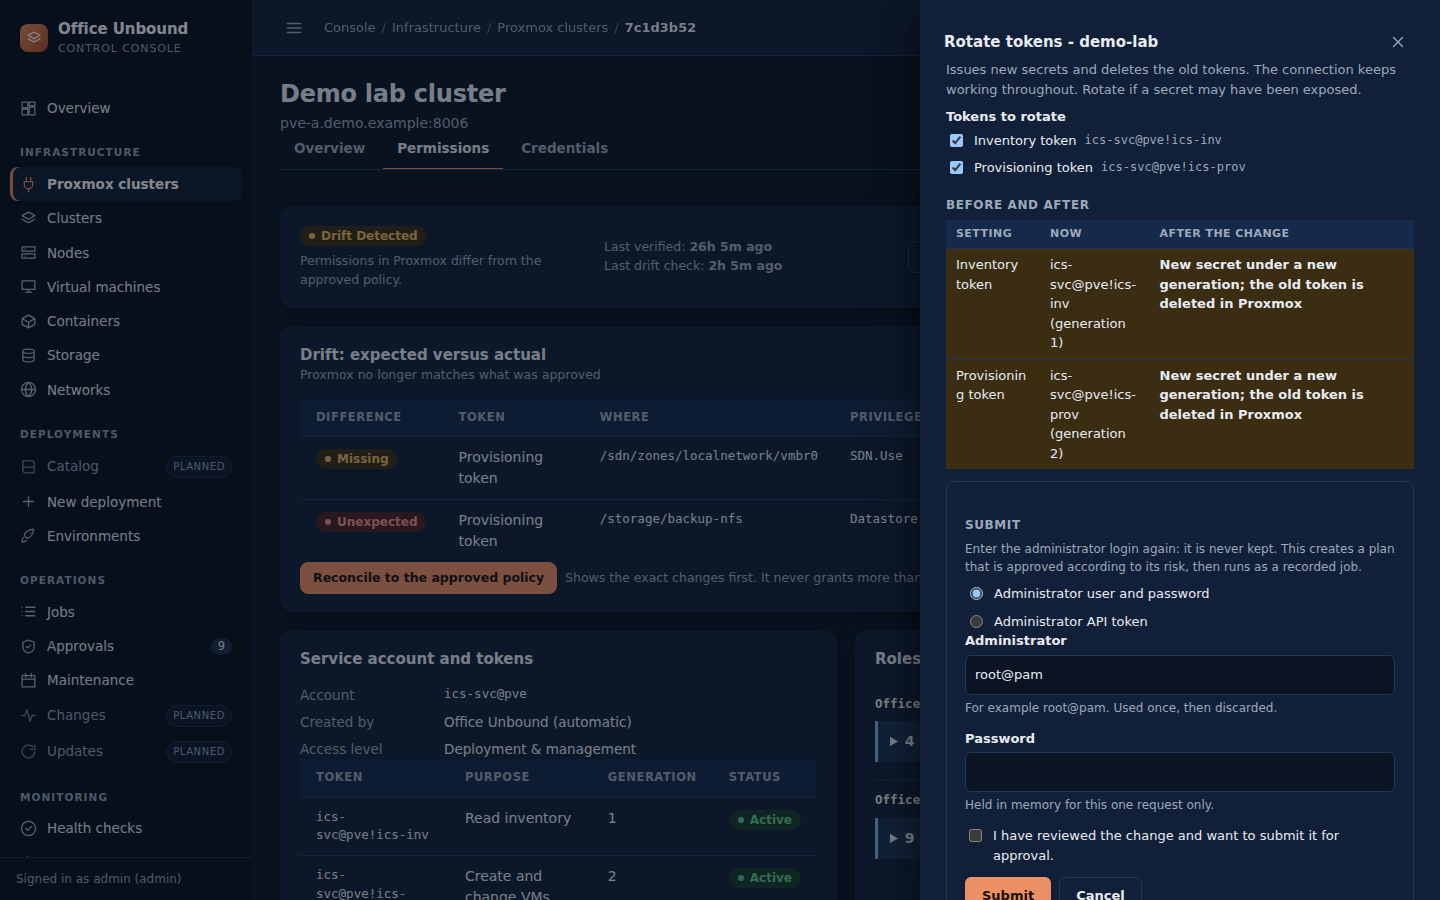 Office Unbound
CONTROL CONSOLE
Overview
INFRASTRUCTURE
Proxmox clusters
Clusters
Nodes
Virtual machines
Containers
Storage
Networks
DEPLOYMENTS
Catalog PLANNED
New deployment
Environments
OPERATIONS
Jobs
Approvals 9
Maintenance
Changes PLANNED
Updates PLANNED
MONITORING
Health checks
Signed in as admin (admin)
Console / Infrastructure / Proxmox clusters / 7c1d3b52
Demo lab cluster
pve-a.demo.example:8006
Overview Permissions Credentials
Drift Detected
Permissions in Proxmox differ from the
approved policy.
Last verified: 26h 5m ago
Last drift check: 2h 5m ago
Drift: expected versus actual
Proxmox no longer matches what was approved
DIFFERENCE TOKEN WHERE PRIVILEGE
Missing Provisioning /sdn/zones/localnetwork/vmbr0 SDN.Use
token
Unexpected Provisioning /storage/backup-nfs Datastore
token
Reconcile to the approved policy Shows the exact changes first. It never grants more than
Service account and tokens
Account ics-svc@pve
Created by Office Unbound (automatic)
Access level Deployment & management
TOKEN PURPOSE GENERATION STATUS
ics- Read inventory 1 Active
svc@pve!ics-inv
ics- Create and 2 Active
svc@pve!ics- change VMs
Roles
Office
4
Office
9
Rotate tokens - demo-lab
Issues new secrets and deletes the old tokens. The connection keeps
working throughout. Rotate if a secret may have been exposed.
Tokens to rotate
Inventory token ics-svc@pve!ics-inv
Provisioning token ics-svc@pve!ics-prov
BEFORE AND AFTER
SETTING NOW AFTER THE CHANGE
Inventory ics- New secret under a new
token svc@pve!ics- generation; the old token is
inv deleted in Proxmox
(generation
1)
Provisionin ics- New secret under a new
g token svc@pve!ics- generation; the old token is
prov deleted in Proxmox
(generation
2)
SUBMIT
Enter the administrator login again: it is never kept. This creates a plan
that is approved according to its risk, then runs as a recorded job.
Administrator user and password
Administrator API token
Administrator
root@pam
For example root@pam. Used once, then discarded.
Password
Held in memory for this one request only.
I have reviewed the change and want to submit it for
approval.
Submit Cancel